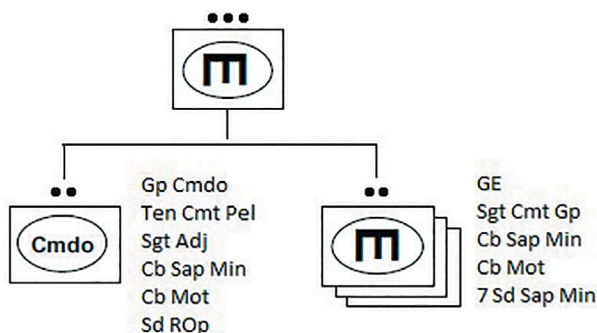 Cmdo
Gp Cmdo
Ten Cmt Pel
Sgt Adj
Cb Sap Min
Cb Mot
Sd ROp
GE
Sgt Cmt Gp
Cb Sap Min
Cb Mot
7 Sd Sap Min